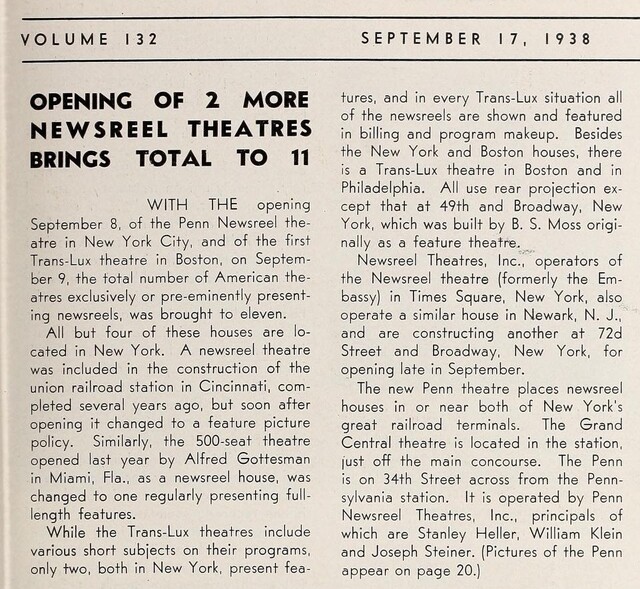 VOLUME 132
SEPTEMBER 17, 1938
OPENING OF 2 MORE
NEWSREEL THEATRES
BRINGS TOTAL TO 11
WITH THE opening
September 8, of the Penn Newsreel the-
atre in New York City, and of the first
Trans-Lux theatre in Boston, on Septem-
ber 9, the total number of American the-
atres exclusively or pre-eminently present-
ing newsreels, was brought to eleven.
All but four of these houses are lo-
cated in New York. A newsreel theatre
was included in the construction of the
union railroad station in Cincinnati, com-
pleted several years ago, but soon after
opening it changed to a feature picture
policy. Similarly, the 500-seat theatre
opened last year by Alfred Gottesman
in Miami, Fla., as a newsreel house, was
changed to one regularly presenting full-
length features.
While the Trans-Lux theatres include
various short subjects on their programs,
only two, both in New York, present fea-
tures, and in every Trans-Lux situation all
of the newsreels are shown and featured
in billing and program makeup. Besides
the New York and Boston houses, there
is a Trans-Lux theatre in Boston and in
Philadelphia. All use rear projection ex-
cept that at 49th and Broadway, New
York, which was built by B. S. Moss origi-
nally as a feature theatre.
Newsreel Theatres, Inc., operators of
the Newsreel theatre (formerly the Em-
bassy) in Times Square, New York, also
operate a similar house in Newark, N. J.,
and are constructing another at 72d
Street and Broadway, New York, for
opening late in September.
The new Penn theatre places newsreel
houses in or near both of New York's
great railroad terminals. The Grand
Central theatre is located in the station,
just off the main concourse. The Penn
is on 34th Street across from the Penn-
sylvania station. It is operated by Penn
Newsreel Theatres, Inc., principals of
which are Stanley Heller, William Klein
and Joseph Steiner. (Pictures of the Penn
appear on page 20.)